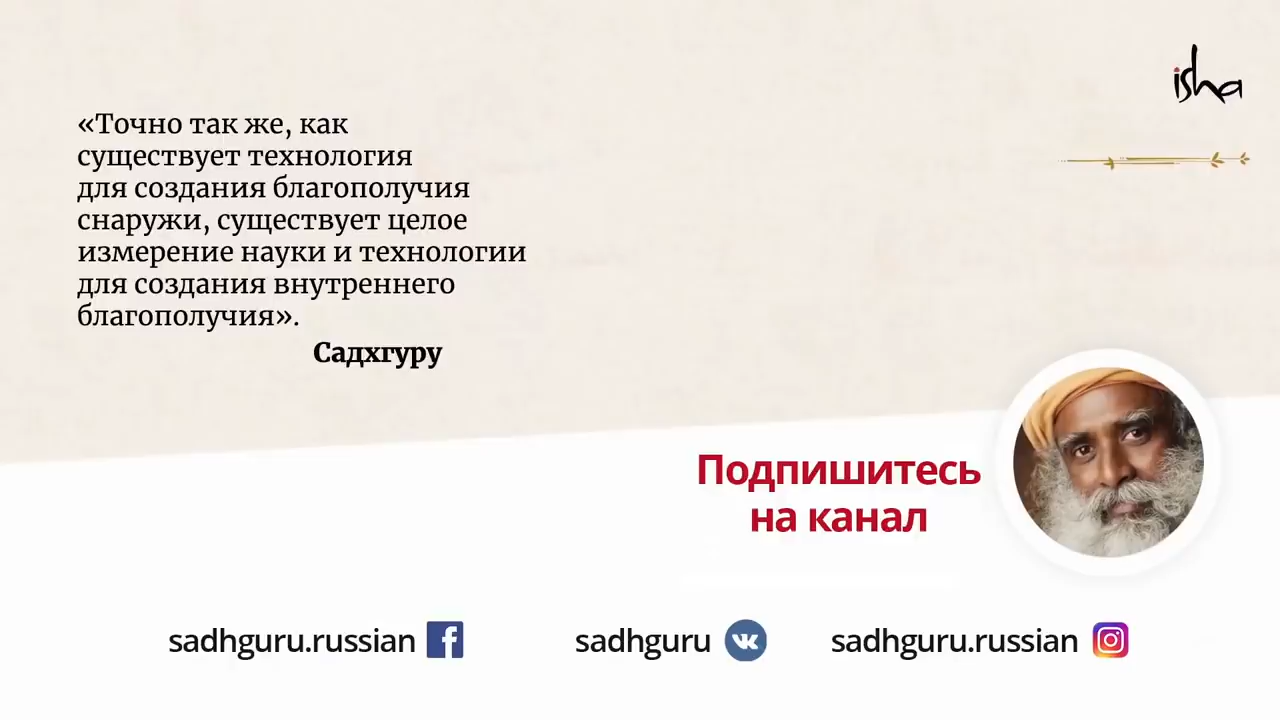 isha
«Точно так же, как
существует технология
для создания благополучия
снаружи, существует целое
измерение науки и технологии
для создания внутреннего
благополучия».
Садхгуру
Подпишитесь
на канал
sadhguru.russian f
sadhguru
sadhguru.russian